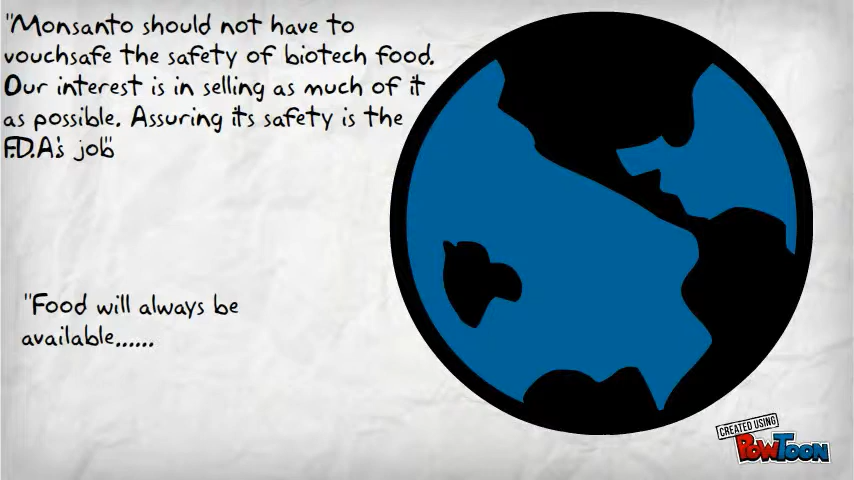 "Monsanto should not have to
vouchsafe the safety of biotech food.
Our interest is in selling as much of it
as possible. Assuring its safety is the
F.D.A.'s job"
"Food will always be
available......
CREATED USING
POWTOON